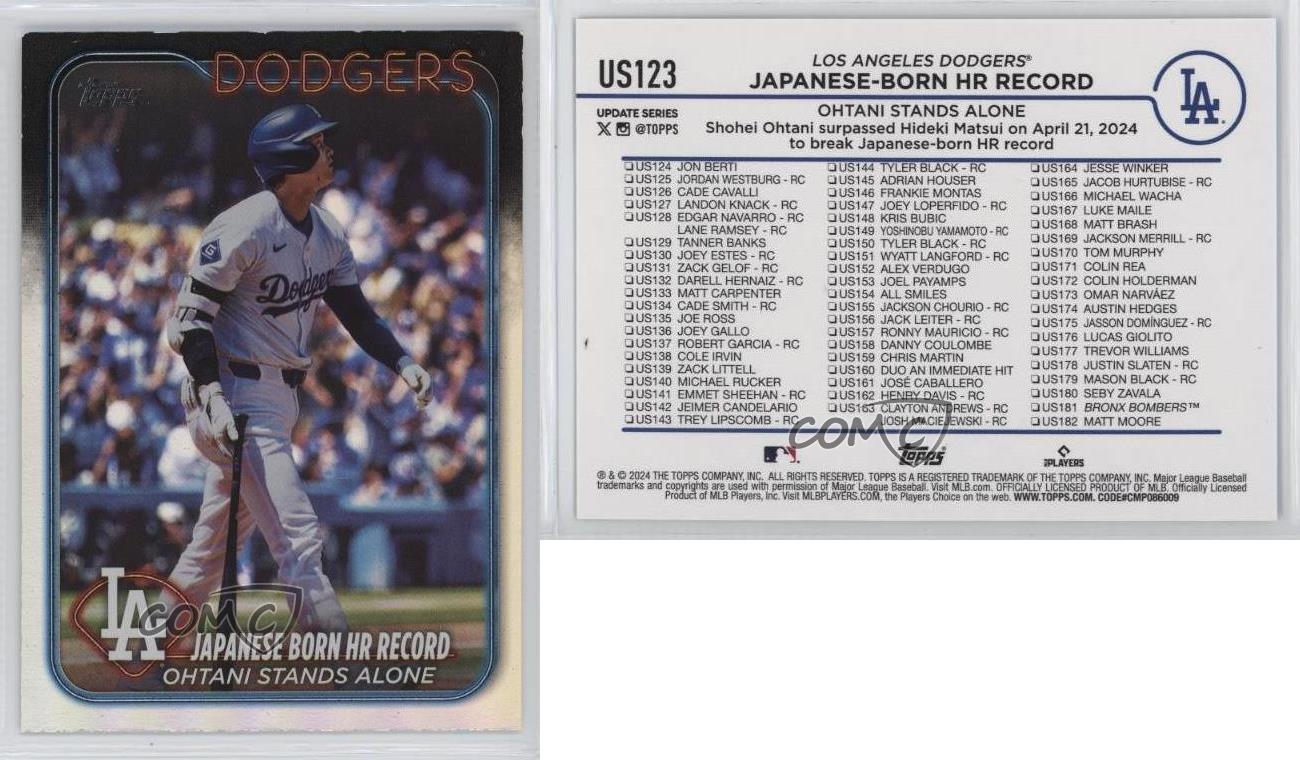 DODGERS
Topps
Dodgers
LA
COMC
JAPANESE BORN HR RECORD
OHTANI STANDS ALONE
US123
LOS ANGELES DODGERS®
JAPANESE-BORN HR RECORD
LA
UPDATE SERIES
@TOPPS
OHTANI STANDS ALONE
Shohei Ohtani surpassed Hideki Matsui on April 21, 2024
to break Japanese-born HR record
❑US124 JON BERTI
❑US125 JORDAN WESTBURG - RC
❑US126 CADE CAVALLI
❑US127 LANDON KNACK - RC
❑US128 EDGAR NAVARRO - RC
LANE RAMSEY - RC
❑US129 TANNER BANKS
❑US130 JOEY ESTES - RC
❑US131 ZACK GELOF - RC
❑US132 DARELL HERNAIZ - RC
❑US133 MATT CARPENTER
❑US134 CADE SMITH - RC
❑US135 JOE ROSS
❑US136 JOEY GALLO
❑US137 ROBERT GARCIA - RC
❑US138 COLE IRVIN
❑US139 ZACK LITTELL
❑US140 MICHAEL RUCKER
❑US141 EMMET SHEEHAN - RC
❑US142 JEIMER CANDELARIO
❑US143 TREY LIPSCOMB - RC
❑US144 TYLER BLACK - RC
❑US145 ADRIAN HOUSER
❑US146 FRANKIE MONTAS
❑US147 JOEY LOPERFIDO - RC
❑US148 KRIS BUBIC
❑US149 YOSHINOBU YAMAMOTO - RC
❑US150 TYLER BLACK - RC
❑US151 WYATT LANGFORD - RC
❑US152 ALEX VERDUGO
❑US153 JOEL PAYAMPS
❑US154 ALL SMILES
❑US155 JACKSON CHOURIO - RC
❑US156 JACK LEITER - RC
❑US157 RONNY MAURICIO - RC
❑US158 DANNY COULOMBE
❑US159 CHRIS MARTIN
❑US160 DUO AN IMMEDIATE HIT
❑US161 JOSÉ CABALLERO
❑US162 HENRY DAVIS - RC
❑US163 CLAYTON ANDREWS - RC
JOSH MACIEJEWSKI - RC
❑US164 JESSE WINKER
❑US165 JACOB HURTUBISE - RC
❑US166 MICHAEL WACHA
❑US167 LUKE MAILE
❑US168 MATT BRASH
❑US169 JACKSON MERRILL - RC
❑US170 TOM MURPHY
❑US171 COLIN REA
❑US172 COLIN HOLDERMAN
❑US173 OMAR NARVÁEZ
❑US174 AUSTIN HEDGES
❑US175 JASSON DOMÍNGUEZ - RC
❑US176 LUCAS GIOLITO
❑US177 TREVOR WILLIAMS
❑US178 JUSTIN SLATEN - RC
❑US179 MASON BLACK - RC
❑US180 SEBY ZAVALA
❑US181 BRONX BOMBERS™
❑US182 MATT MOORE
COMC
Topps
PLAYERS
® & © 2024 THE TOPPS COMPANY, INC. ALL RIGHTS RESERVED. TOPPS IS A REGISTERED TRADEMARK OF THE TOPPS COMPANY, INC. Major League Baseball
trademarks and copyrights are used with permission of Major League Baseball. Visit MLB.com. OFFICIALLY LICENSED PRODUCT OF MLB. Officially Licensed
Product of MLB Players, Inc. Visit MLBPLAYERS.COM, the Players Choice on the web. WWW.TOPPS.COM. CODE#CMP086009